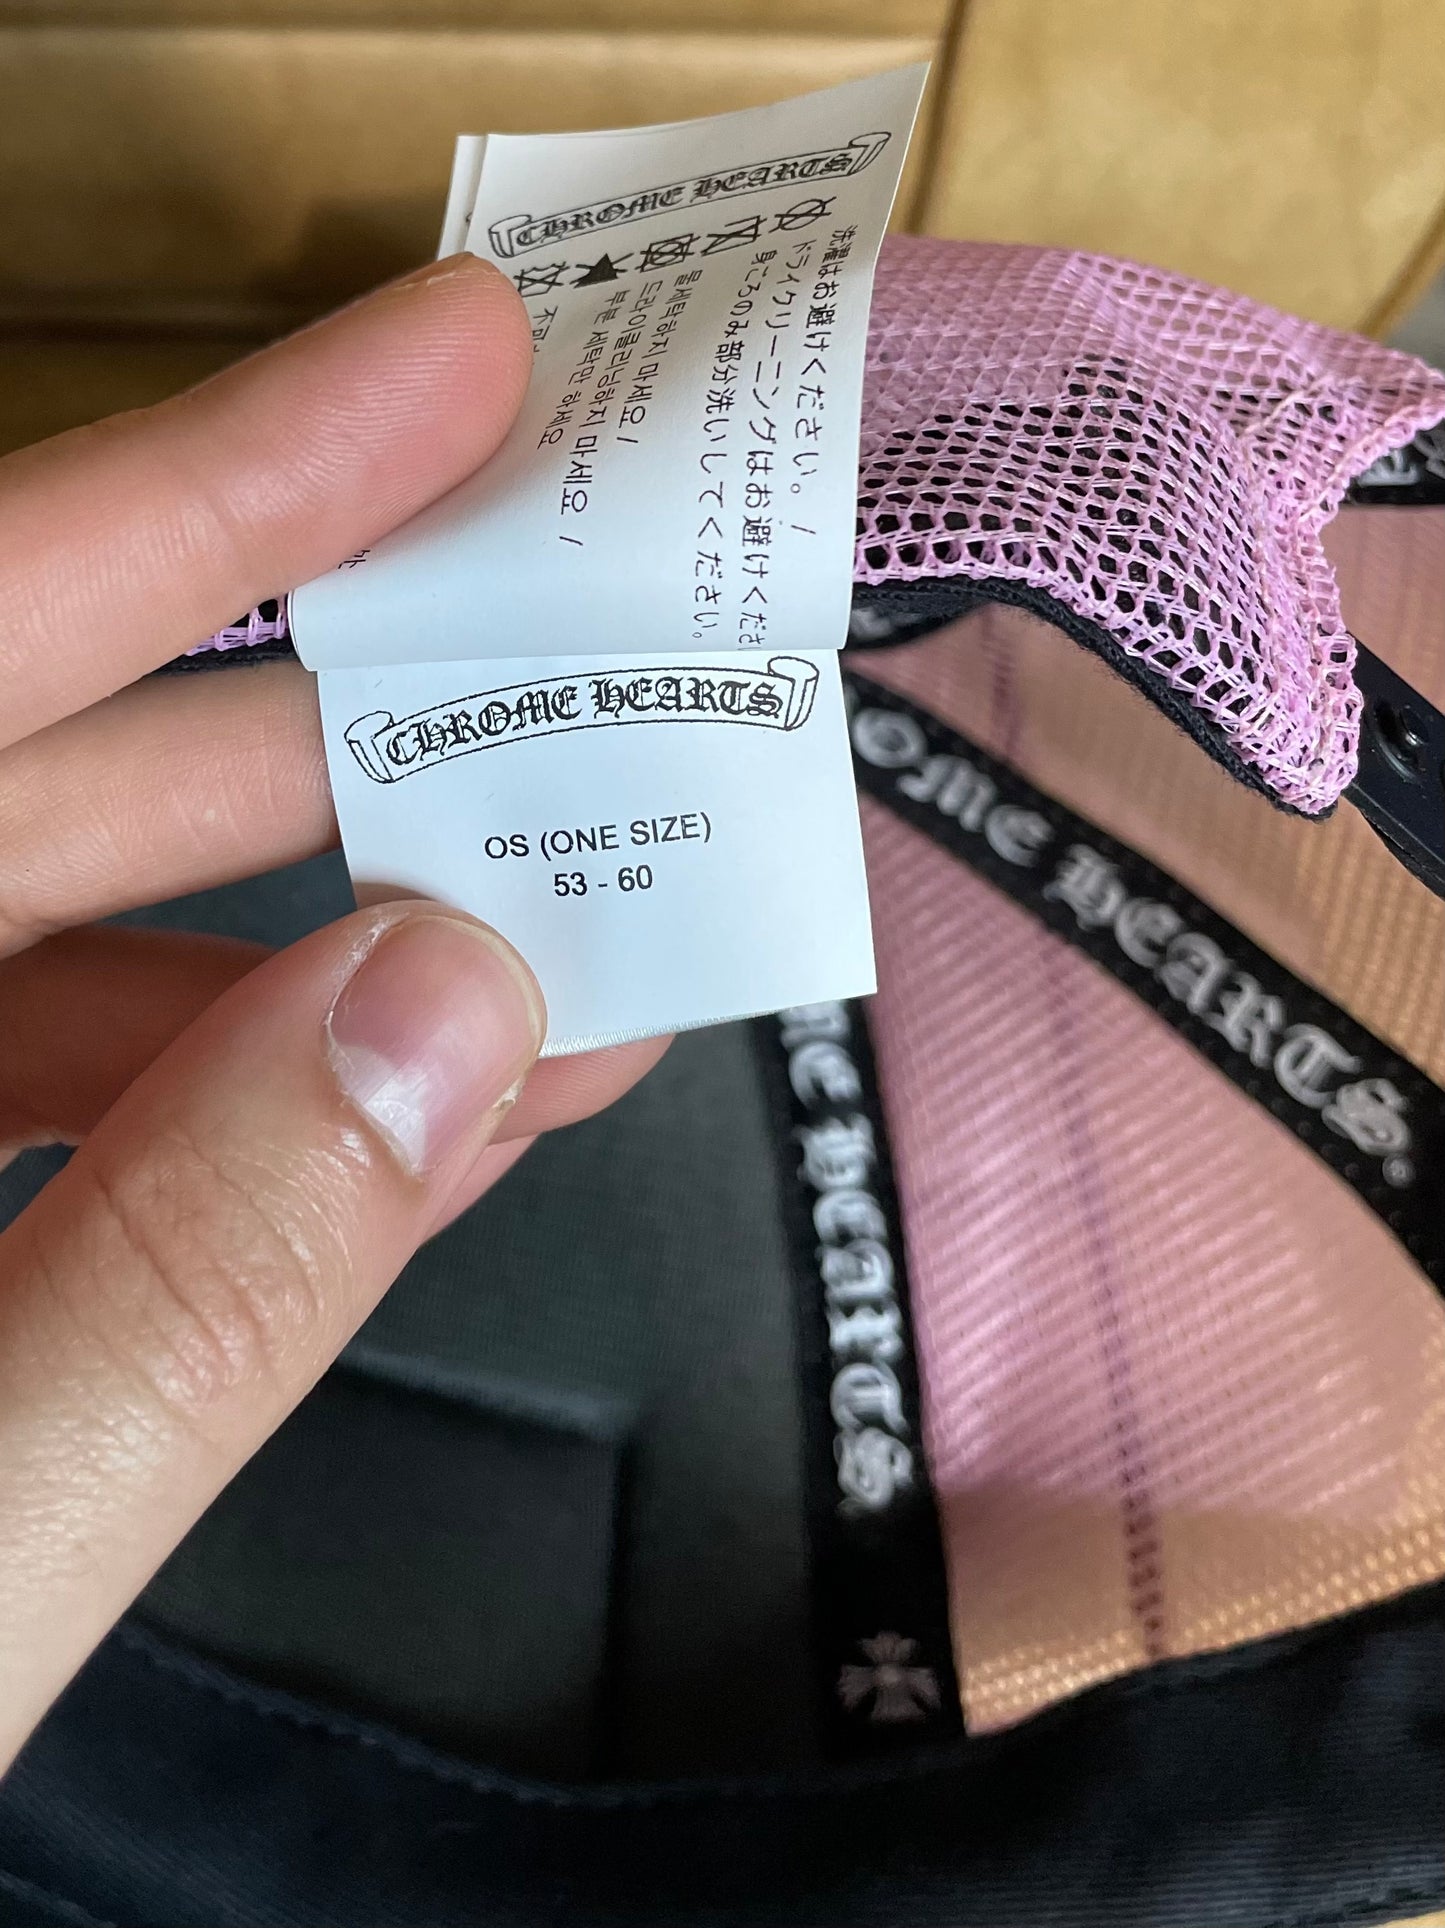 CHROME HEARTS
洗濯はお避けください。 /
ドライクリーニングはお避けくださ
身ごろのみ部分洗いしてください。
물세탁하지 마세요 /
드라이클리닝하지 마세요 /
부분 세탁만 하세요
CHROME HEARTS
OS (ONE SIZE)
53 - 60
OME HEARTS®
ME HEARTS